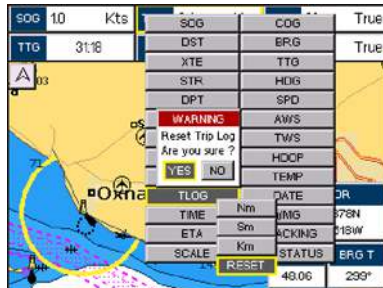 SOG 1.0 Kts
True
TTG 31:18
True
A 03
SOG COG
DST BRG
XTE TTG
STR HDG
DPT SPD
AWS
TWS
HDOP
TEMP
WARNING
Reset Trip Log
Are you sure ?
YES NO
TLOG DATE
TIME
ETA
SCALE STATUS
Nm
Sm
Km
RESET
Oxna
BRG T
48.06 299°